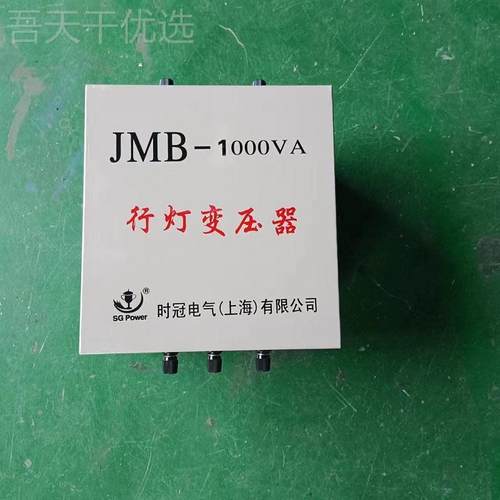 吾天干优选
JMB-1000VA
行灯变压器
®
SG Power
时冠电气(上海)有限公司